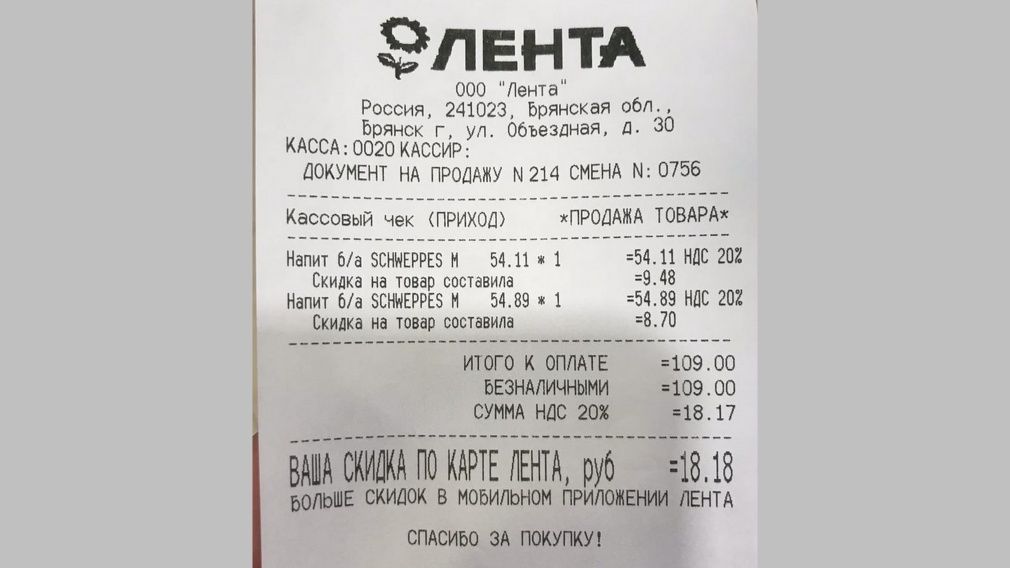 ЛЕНТА
ООО "Лента"
Россия, 241023, Брянская обл.,
Брянск г, ул. Объездная, д. 30
КАССА:0020 КАССИР:
ДОКУМЕНТ НА ПРОДАЖУ N 214 СМЕНА N: 0756
Кассовый чек (ПРИХОД) *ПРОДАЖА ТОВАРА*
Напит б/а SCHWEPPES M 54.11 * 1 =54.11 НДС 20%
Скидка на товар составила =9.48
Напит б/а SCHWEPPES M 54.89 * 1 =54.89 НДС 20%
Скидка на товар составила =8.70
ИТОГО К ОПЛАТЕ =109.00
БЕЗНАЛИЧНЫМИ =109.00
СУММА НДС 20% =18.17
ВАША СКИДКА ПО КАРТЕ ЛЕНТА, руб =18.18
БОЛЬШЕ СКИДОК В МОБИЛЬНОМ ПРИЛОЖЕНИИ ЛЕНТА
СПАСИБО ЗА ПОКУПКУ!